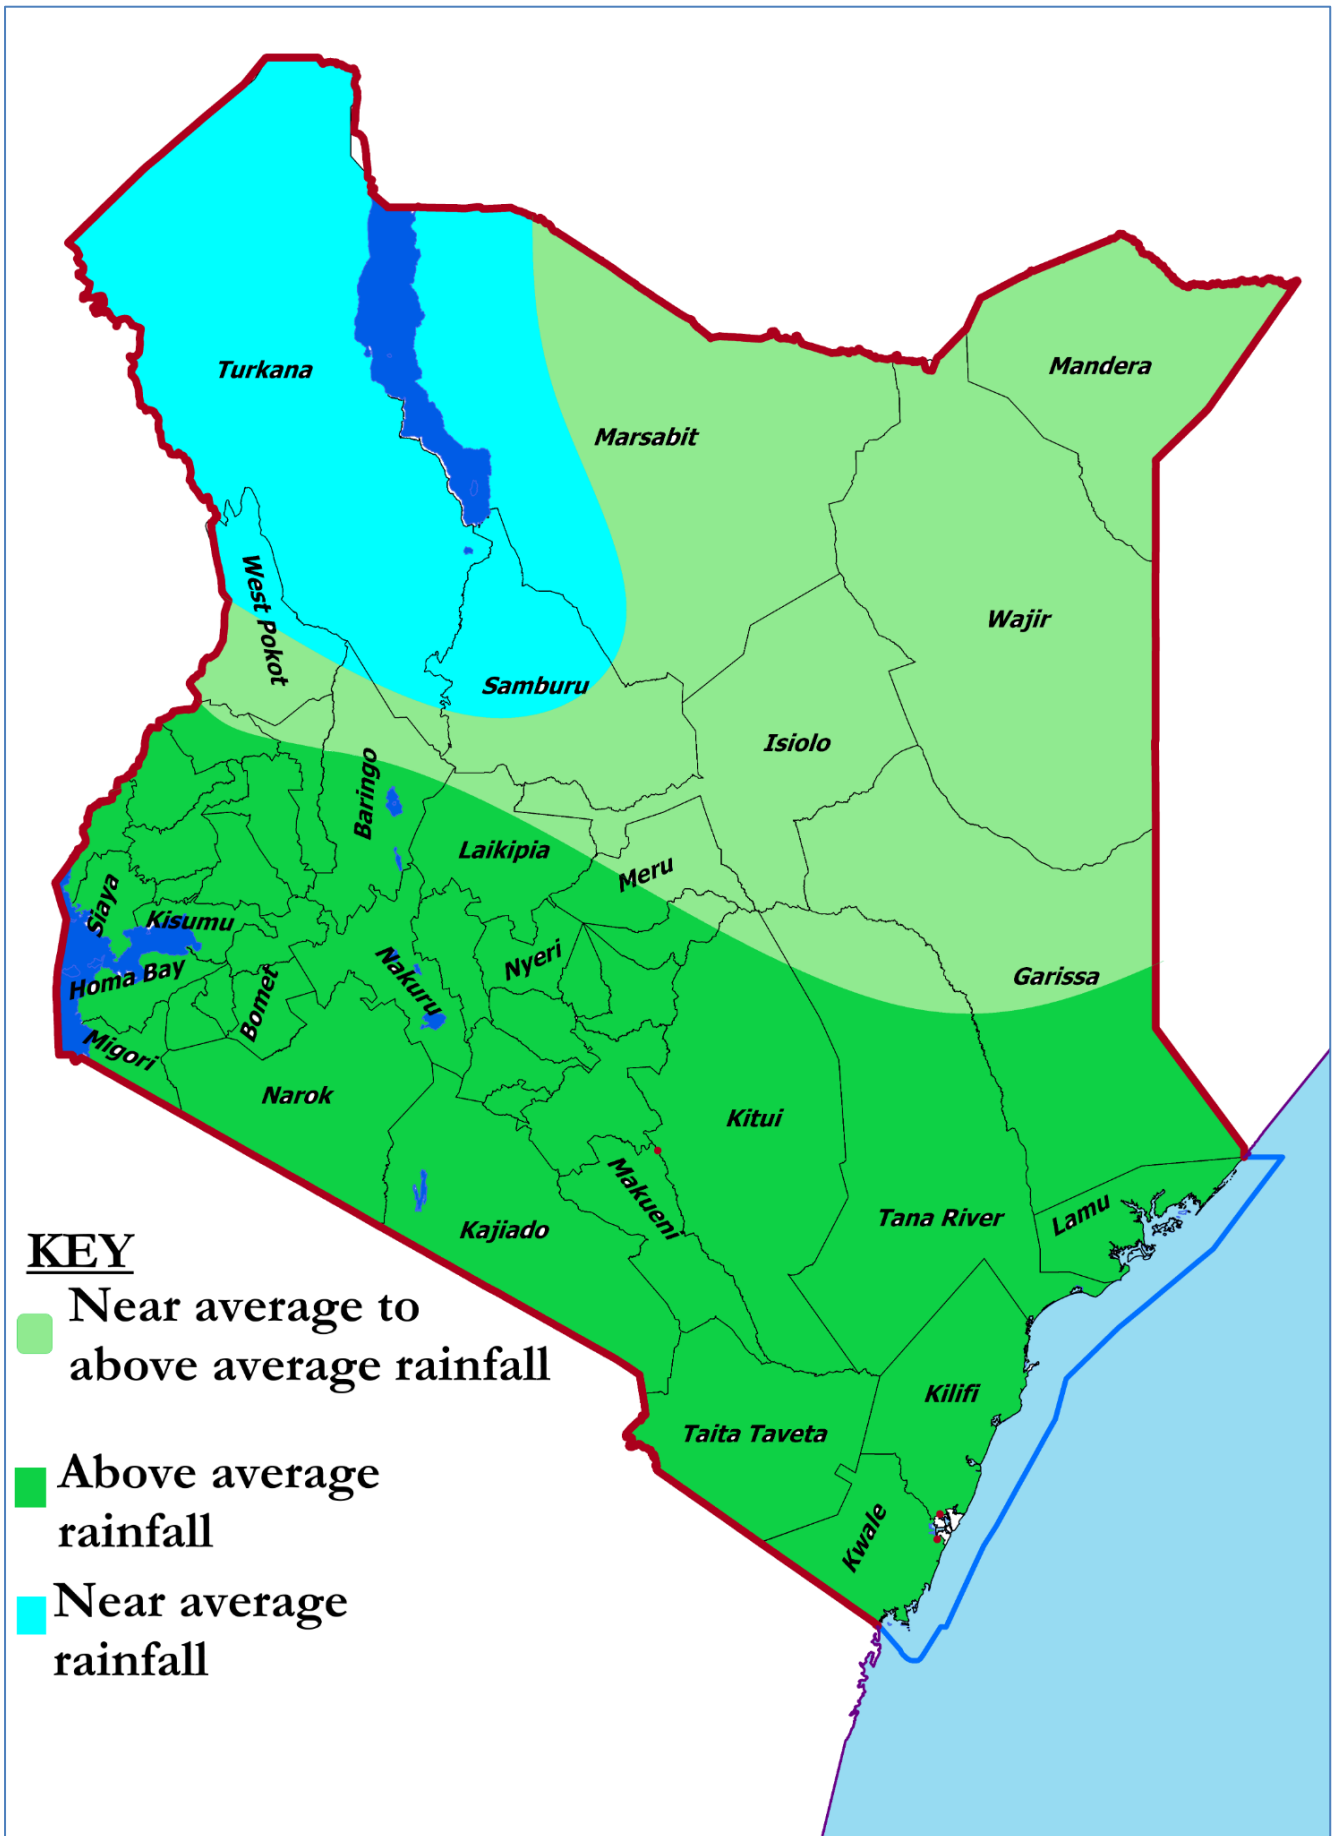 Turkana
Mandera
Marsabit
West Pokot
Wajir
Samburu
Isiolo
Baringo
Laikipia
Meru
Siaya
Kisumu
Nyeri
Homa Bay
Nakuru
Garissa
Bomet
Migori
Narok
Kitui
Makueni
Tana River
Lamu
Kajiado
KEY
Near average to
above average rainfall
Kilifi
Taita Taveta
Above average
rainfall
Kwale
Near average
rainfall